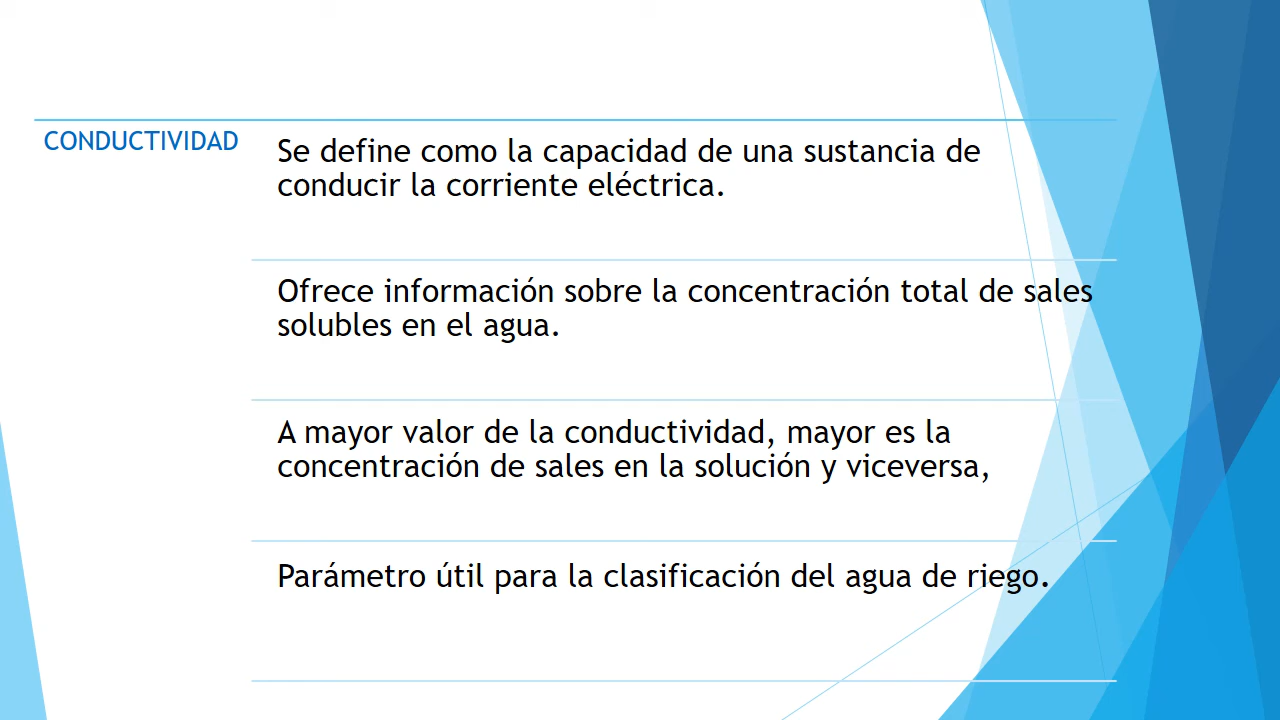 CONDUCTIVIDAD
Se define como la capacidad de una sustancia de
conducir la corriente eléctrica.
Ofrece información sobre la concentración total de sales
solubles en el agua.
A mayor valor de la conductividad, mayor es la
concentración de sales en la solución y viceversa,
Parámetro útil para la clasificación del agua de riego.